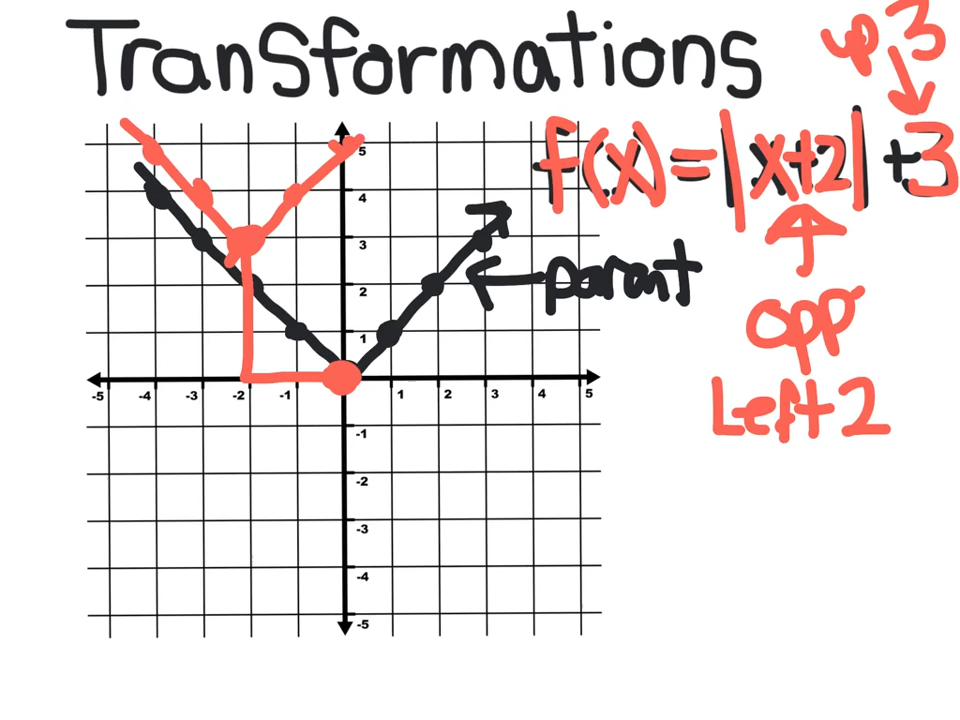 Transformations
up 3
f(x) = |x+2| + 3
parent
opp
Left 2
5
4
3
2
1
-5 -4 -3 -2 -1 1 2 3 4 5
-1
-2
-3
-4
-5